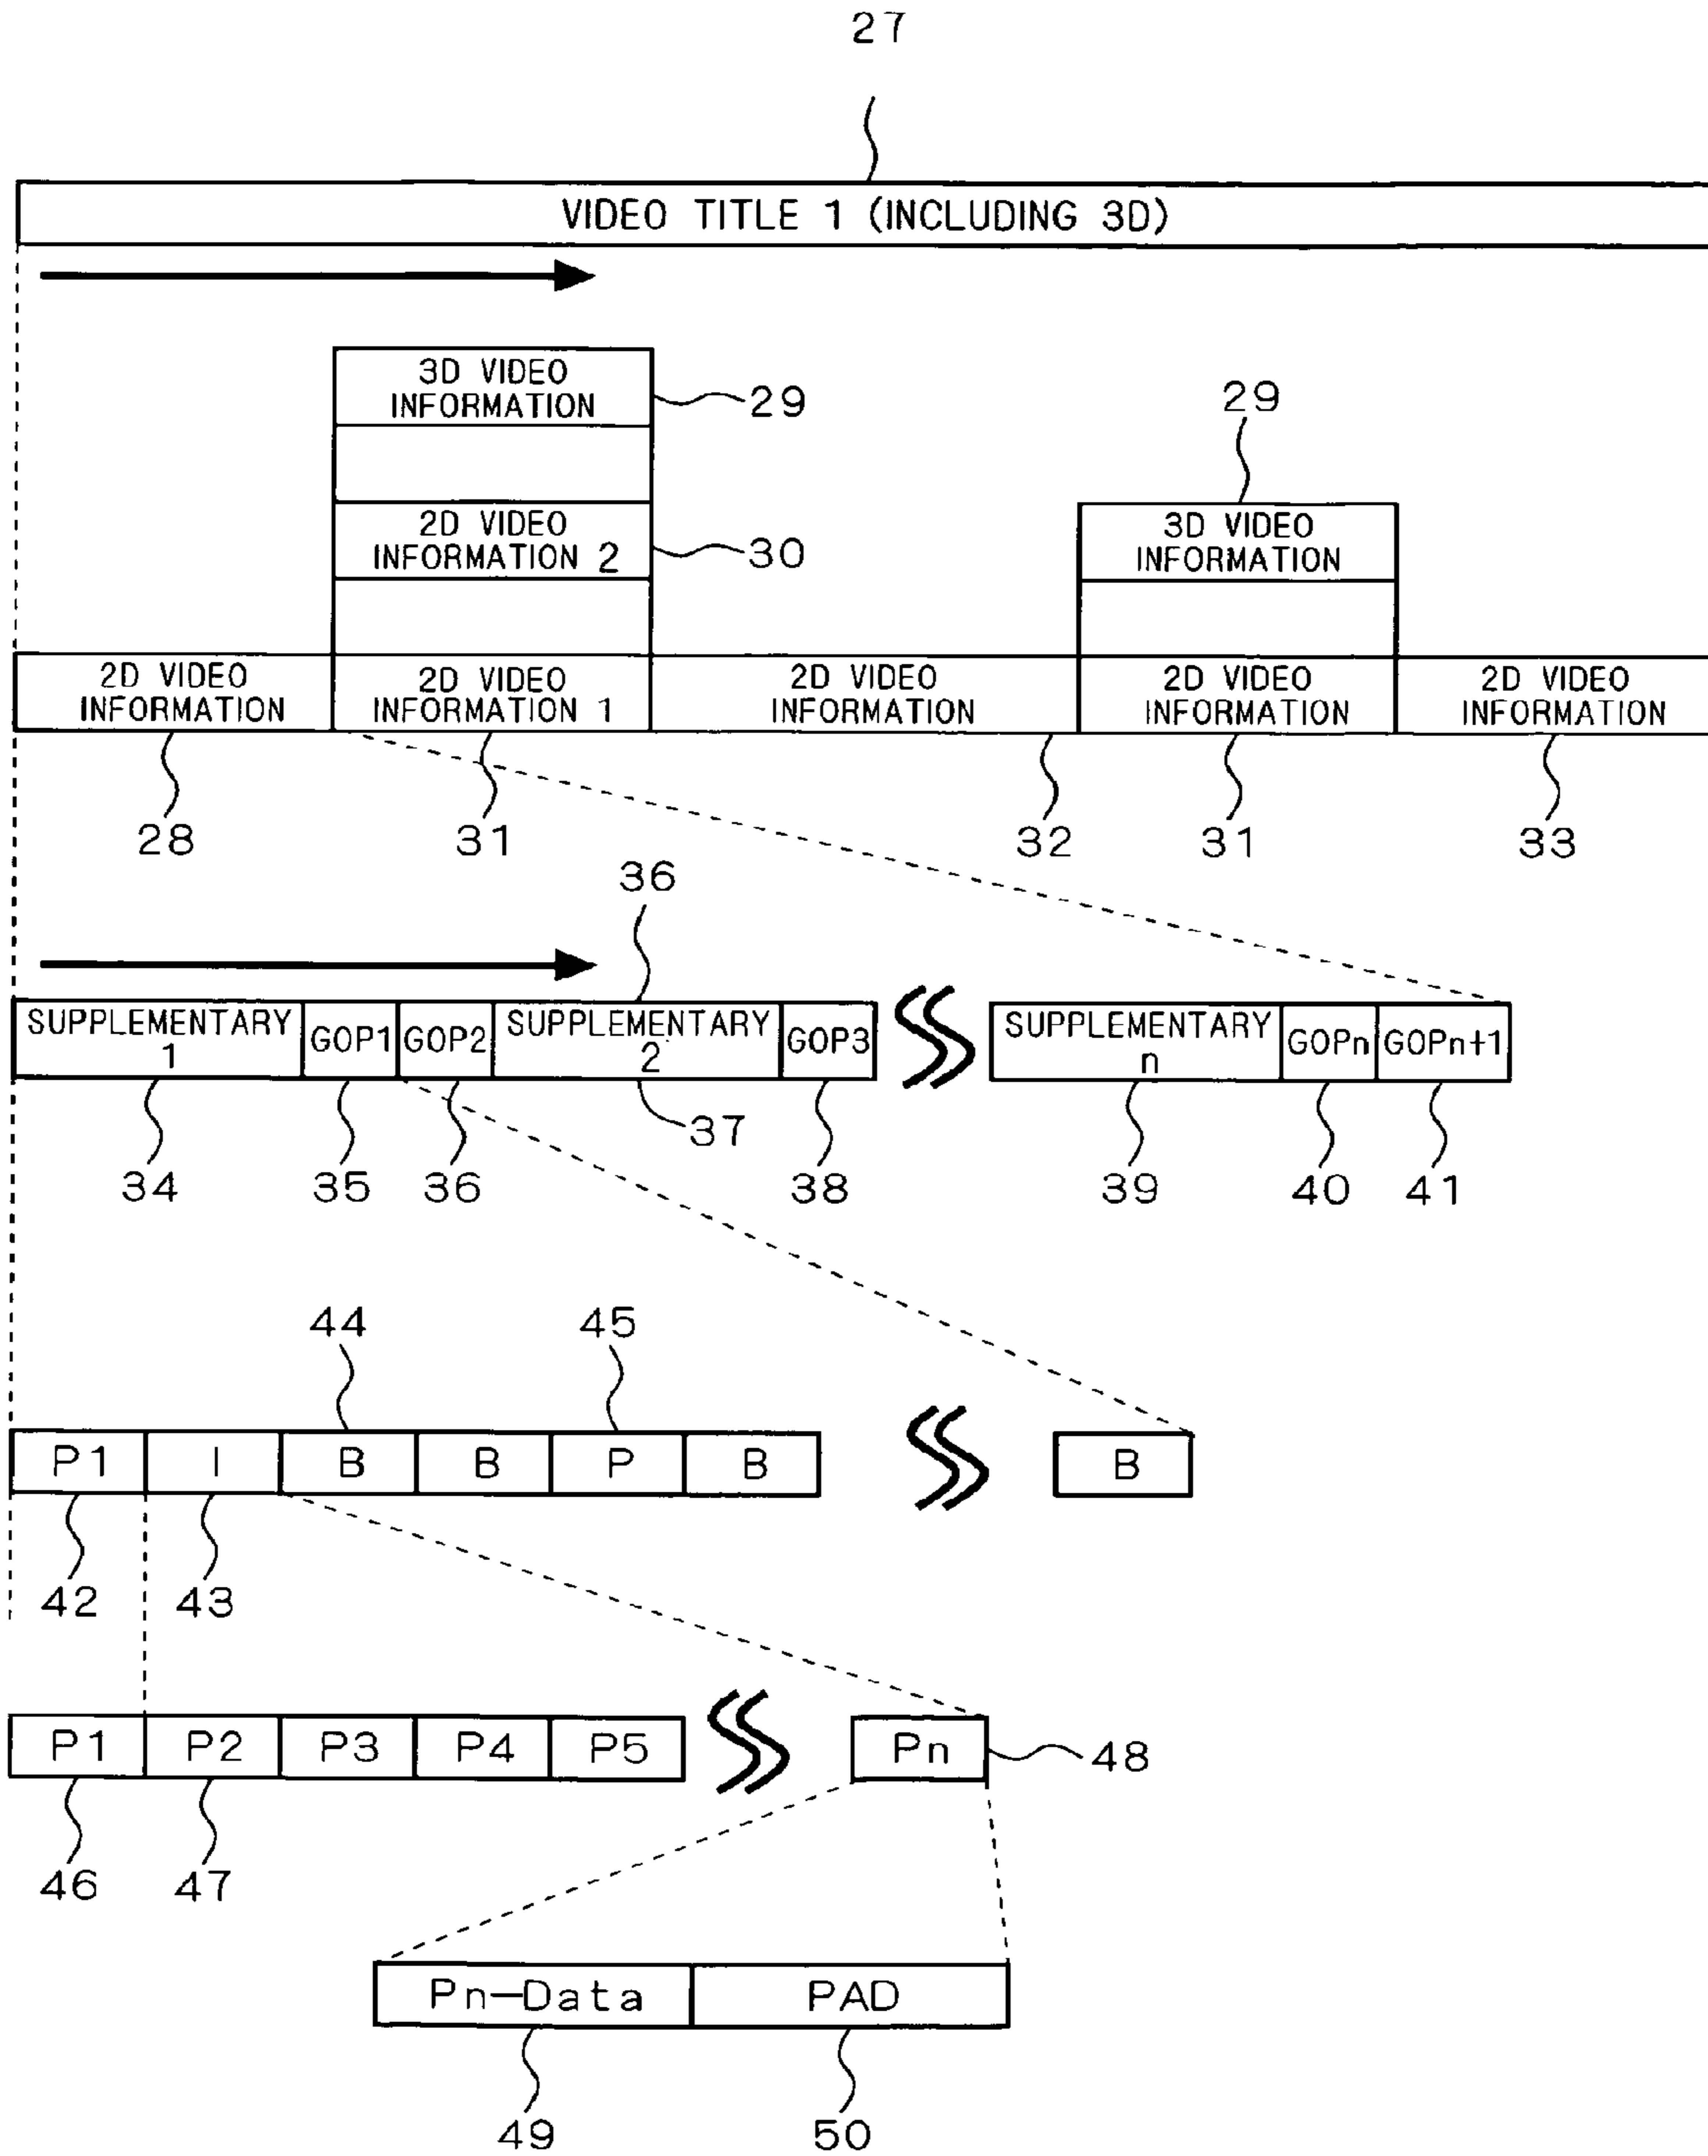 27
VIDEO TITLE 1 (INCLUDING 3D)
3D VIDEO
INFORMATION
29
29
2D VIDEO
INFORMATION 2
30
3D VIDEO
INFORMATION
2D VIDEO
INFORMATION
2D VIDEO
INFORMATION 1
2D VIDEO
INFORMATION
2D VIDEO
INFORMATION
2D VIDEO
INFORMATION
28
31
32
31
33
36
SUPPLEMENTARY
1
GOP1
GOP2
SUPPLEMENTARY
2
GOP3
SUPPLEMENTARY
n
GOPn
GOPn+1
37
34
35
36
38
39
40
41
44
45
P1
I
B
B
P
B
B
42
43
P1
P2
P3
P4
P5
Pn
48
46
47
Pn-Data
PAD
49
50